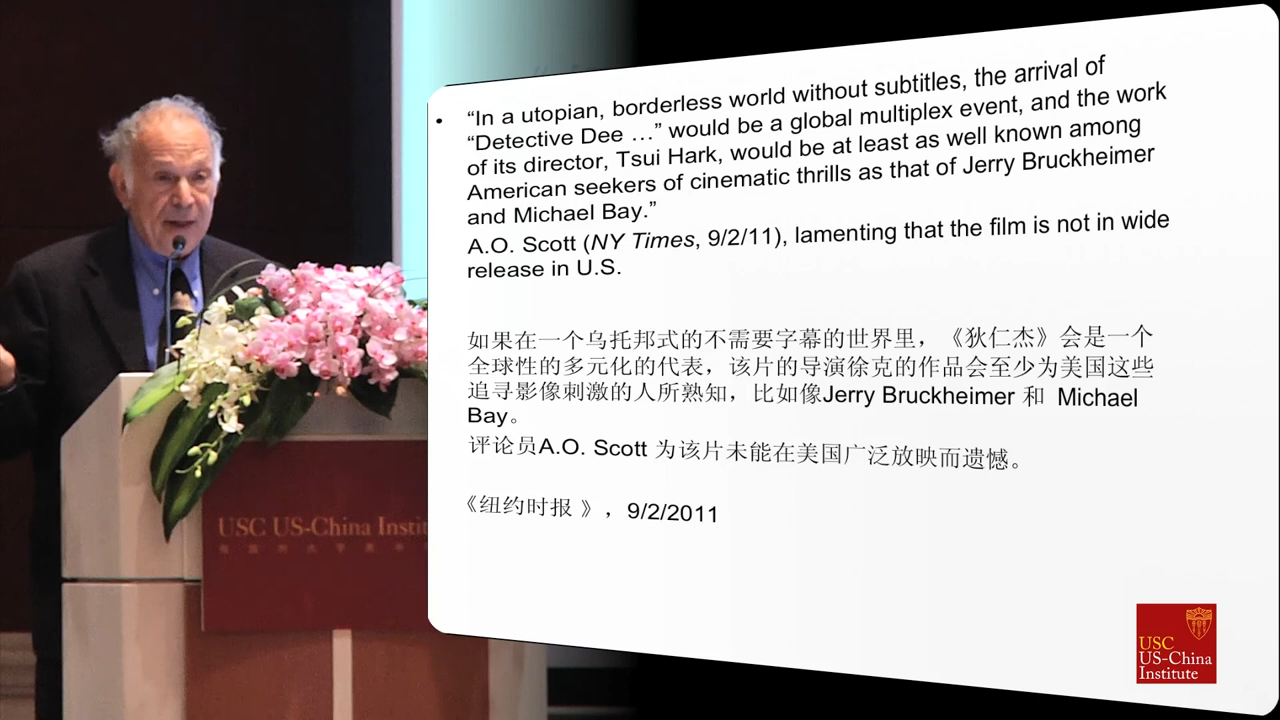 • “In a utopian, borderless world without subtitles, the arrival of
“Detective Dee …” would be a global multiplex event, and the work
of its director, Tsui Hark, would be at least as well known among
American seekers of cinematic thrills as that of Jerry Bruckheimer
and Michael Bay.”
A.O. Scott (NY Times, 9/2/11), lamenting that the film is not in wide
release in U.S.
如果在一个乌托邦式的不需要字幕的世界里，《狄仁杰》会是一个
全球性的多元化的代表，该片的导演徐克的作品会至少为美国这些
追寻影像刺激的人所熟知，比如像Jerry Bruckheimer 和 Michael
Bay。
评论员A.O. Scott 为该片未能在美国广泛放映而遗憾。
《纽约时报 》，9/2/2011
USC US-China Instit
USC
US-China
Institute